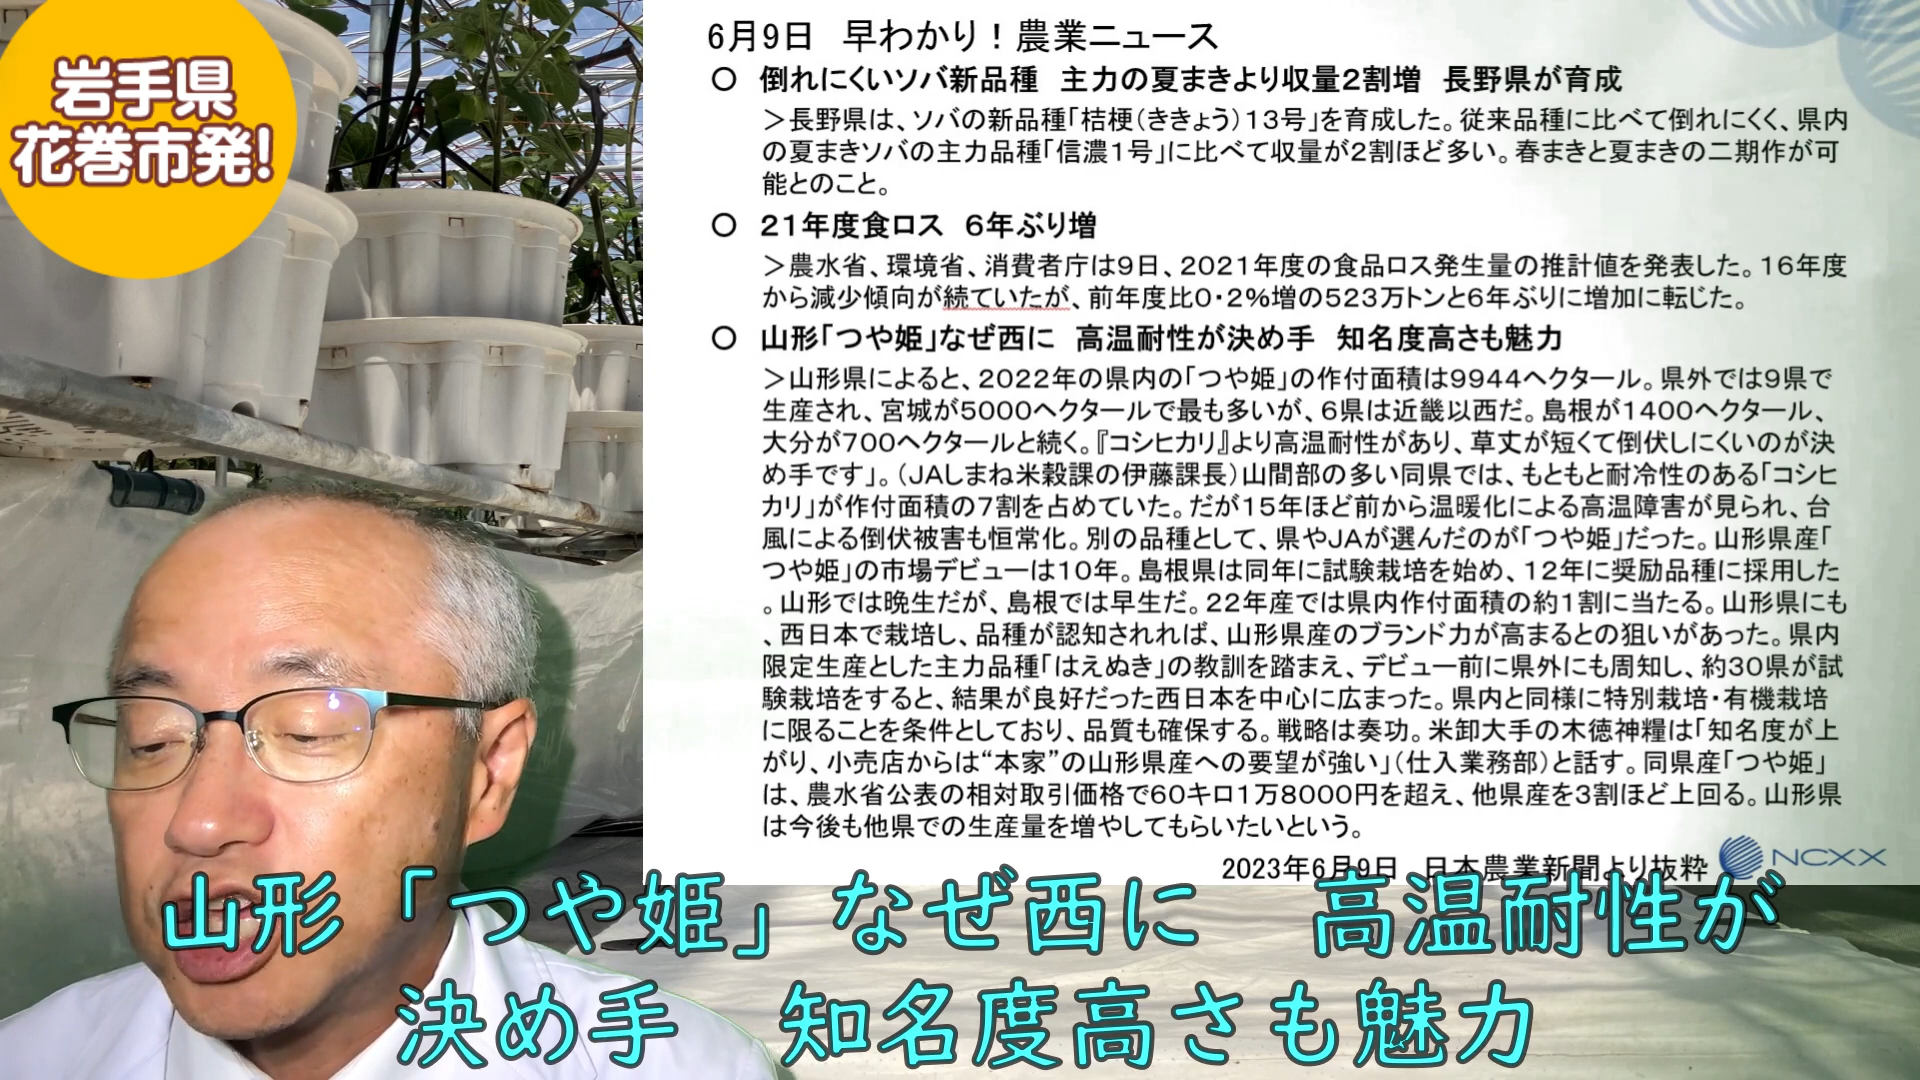 岩手県
花巻市発!
6月9日　早わかり！農業ニュース
〇　倒れにくいソバ新品種　主力の夏まきより収量２割増　長野県が育成
＞長野県は、ソバの新品種「桔梗（ききょう）１３号」を育成した。従来品種に比べて倒れにくく、県内
の夏まきソバの主力品種「信濃１号」に比べて収量が２割ほど多い。春まきと夏まきの二期作が可
能とのこと。
〇　２１年度食ロス　６年ぶり増
＞農水省、環境省、消費者庁は９日、２０２１年度の食品ロス発生量の推計値を発表した。１６年度
から減少傾向が続ていたが、前年度比０・２％増の５２３万トンと６年ぶりに増加に転じた。
〇　山形「つや姫」なぜ西に　高温耐性が決め手　知名度高さも魅力
＞山形県によると、２０２２年の県内の「つや姫」の作付面積は９９４４ヘクタール。県外では９県で
生産され、宮城が５０００ヘクタールで最も多いが、６県は近畿以西だ。島根が１４００ヘクタール、
大分が７００ヘクタールと続く。『コシヒカリ』より高温耐性があり、草丈が短くて倒伏しにくいのが決
め手です」。（ＪＡしまね米穀課の伊藤課長）山間部の多い同県では、もともと耐冷性のある「コシヒ
カリ」が作付面積の７割を占めていた。だが１５年ほど前から温暖化による高温障害が見られ、台
風による倒伏被害も恒常化。別の品種として、県やＪＡが選んだのが「つや姫」だった。山形県産「
つや姫」の市場デビューは１０年。島根県は同年に試験栽培を始め、１２年に奨励品種に採用した
。山形では晩生だが、島根では早生だ。２２年産では県内作付面積の約１割に当たる。山形県にも
、西日本で栽培し、品種が認知されれば、山形県産のブランド力が高まるとの狙いがあった。県内
限定生産とした主力品種「はえぬき」の教訓を踏まえ、デビュー前に県外にも周知し、約３０県が試
験栽培をすると、結果が良好だった西日本を中心に広まった。県内と同様に特別栽培・有機栽培
に限ることを条件としており、品質も確保する。戦略は奏功。米卸大手の木徳神糧は「知名度が上
がり、小売店からは“本家”の山形県産への要望が強い」（仕入業務部）と話す。同県産「つや姫」
は、農水省公表の相対取引価格で６０キロ１万８０００円を超え、他県産を３割ほど上回る。山形県
は今後も他県での生産量を増やしてもらいたいという。
2023年6月9日　日本農業新聞より抜粋
NCXX
山形「つや姫」なぜ西に　高温耐性が
決め手　知名度高さも魅力